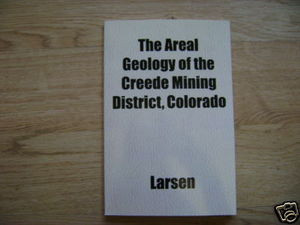 The Areal
Geology of the
Creede Mining
District, Colorado
Larsen